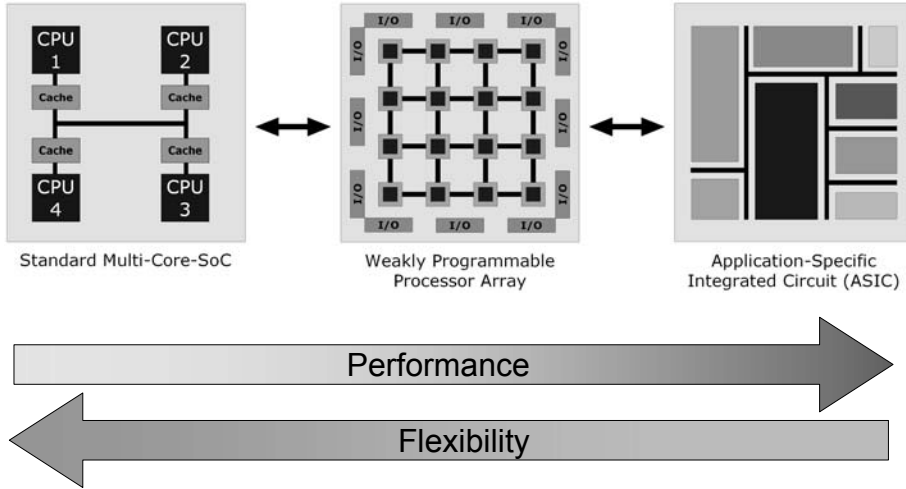 CPU
1
CPU
2
Cache
Cache
Cache
Cache
CPU
4
CPU
3
Standard Multi-Core-SoC
I/O
I/O
I/O
I/O
I/O
I/O
I/O
I/O
I/O
I/O
I/O
I/O
Weakly Programmable
Processor Array
Application-Specific
Integrated Circuit (ASIC)
Performance
Flexibility